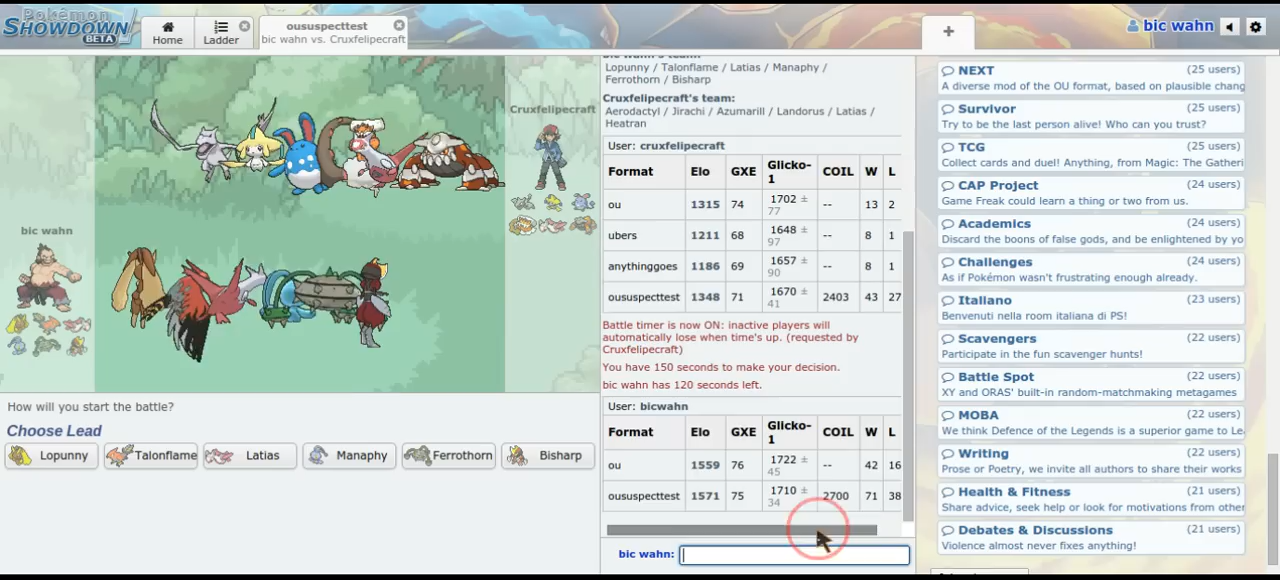 Pokémon
SHOWDOWN
BETA
Home
Ladder
oususpecttest
bic wahn vs. Cruxfelipecraft
+
bic wahn
Cruxfelipecraft
bic wahn
How will you start the battle?
Choose Lead
Lopunny
Talonflame
Latias
Manaphy
Ferrothorn
Bisharp
bic wahn's team:
Lopunny / Talonflame / Latias / Manaphy /
Ferrothorn / Bisharp
Cruxfelipecraft's team:
Aerodactyl / Jirachi / Azumarill / Landorus / Latias /
Heatran
User: cruxfelipecraft
Format Elo GXE Glicko-1 COIL W L
ou 1315 74 1702 ± 77 -- 13 2
ubers 1211 68 1648 ± 97 -- 8 1
anythinggoes 1186 69 1657 ± 90 -- 8 1
oususpecttest 1348 71 1670 ± 41 2403 43 27
Battle timer is now ON: inactive players will
automatically lose when time's up. (requested by
Cruxfelipecraft)
You have 150 seconds to make your decision.
bic wahn has 120 seconds left.
User: bicwahn
Format Elo GXE Glicko-1 COIL W L
ou 1559 76 1722 ± 45 -- 42 16
oususpecttest 1571 75 1710 ± 34 2700 71 38
bic wahn:
NEXT (25 users)
A diverse mod of the OU format, based on plausible chang
Survivor (25 users)
Try to be the last person alive! Who can you trust?
TCG (25 users)
Collect cards and duel! Anything, from Magic: The Gatheri
CAP Project (24 users)
Game Freak could learn a thing or two from us.
Academics (24 users)
Discard the boons of false gods, and be enlightened by yo
Challenges (24 users)
As if Pokémon wasn't frustrating enough already.
Italiano (23 users)
Benvenuti nella room italiana di PS!
Scavengers (22 users)
Participate in the fun scavenger hunts!
Battle Spot (22 users)
XY and ORAS' built-in random-matchmaking metagames
MOBA (22 users)
We think Defence of the Legends is a superior game to Le
Writing (22 users)
Prose or Poetry, we invite all authors to share their works
Health & Fitness (21 users)
Share advice, seek help or look for motivations from other
Debates & Discussions (21 users)
Violence almost never fixes anything!